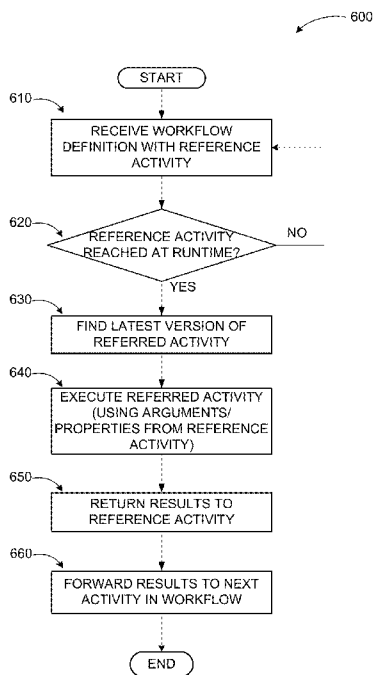 600
START
610
RECEIVE WORKFLOW
DEFINITION WITH REFERENCE
ACTIVITY
620
REFERENCE ACTIVITY
REACHED AT RUNTIME?
NO
YES
630
FIND LATEST VERSION OF
REFERRED ACTIVITY
640
EXECUTE REFERRED ACTIVITY
(USING ARGUMENTS/
PROPERTIES FROM REFERENCE
ACTIVITY)
650
RETURN RESULTS TO
REFERENCE ACTIVITY
660
FORWARD RESULTS TO NEXT
ACTIVITY IN WORKFLOW
END